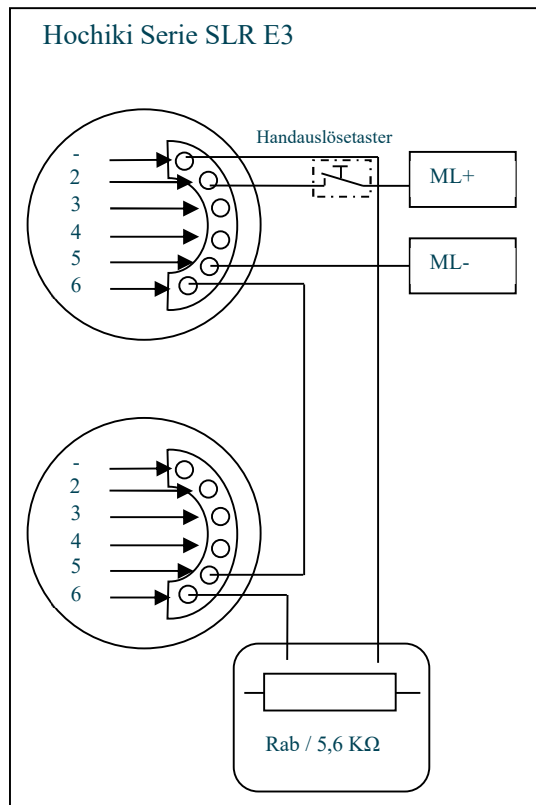 Hochiki Serie SLR E3
Handauslösetaster
-
2
3
4
5
6
ML+
ML-
-
2
3
4
5
6
Rab / 5,6 KΩ